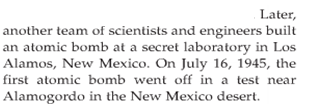 Later,
another team of scientists and engineers built
an atomic bomb at a secret laboratory in Los
Alamos, New Mexico. On July 16, 1945, the
first atomic bomb went off in a test near
Alamogordo in the New Mexico desert.